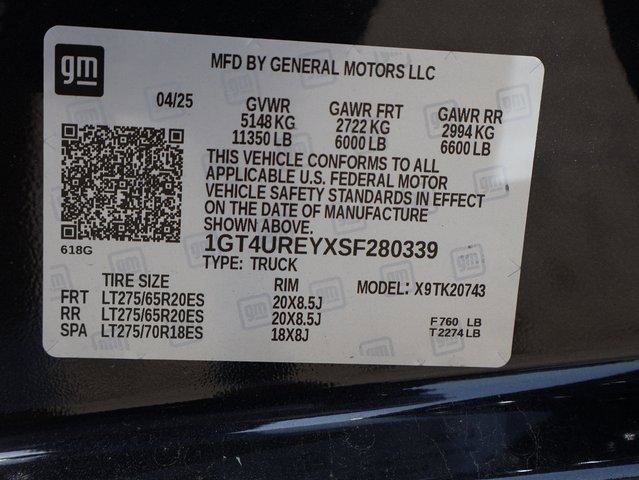 gm
MFD BY GENERAL MOTORS LLC
04/25 GVWR GAWR FRT GAWR RR
5148 KG 2722 KG 2994 KG
11350 LB 6000 LB 6600 LB
THIS VEHICLE CONFORMS TO ALL
APPLICABLE U.S. FEDERAL MOTOR
VEHICLE SAFETY STANDARDS IN EFFECT
ON THE DATE OF MANUFACTURE
SHOWN ABOVE.
618G
1GT4UREYXSF280339
TYPE: TRUCK
TIRE SIZE RIM MODEL: X9TK20743
FRT LT275/65R20ES 20X8.5J
RR LT275/65R20ES 20X8.5J F 760 LB
SPA LT275/70R18ES 18X8J T 2274 LB